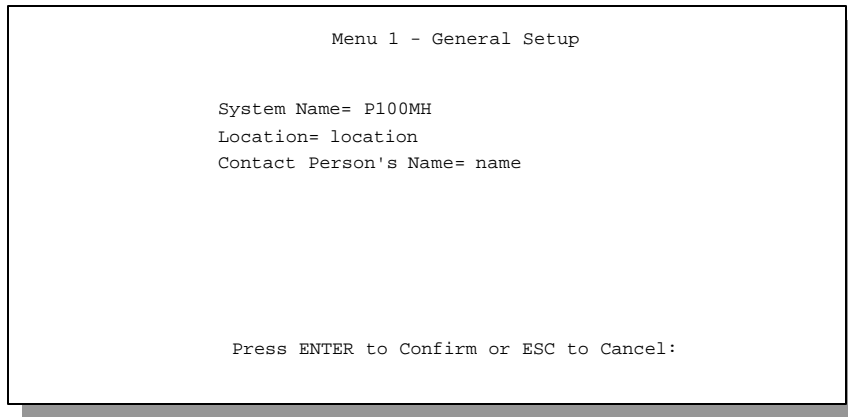 Menu 1 - General Setup
System Name= P100MH
Location= location
Contact Person's Name= name
Press ENTER to Confirm or ESC to Cancel: